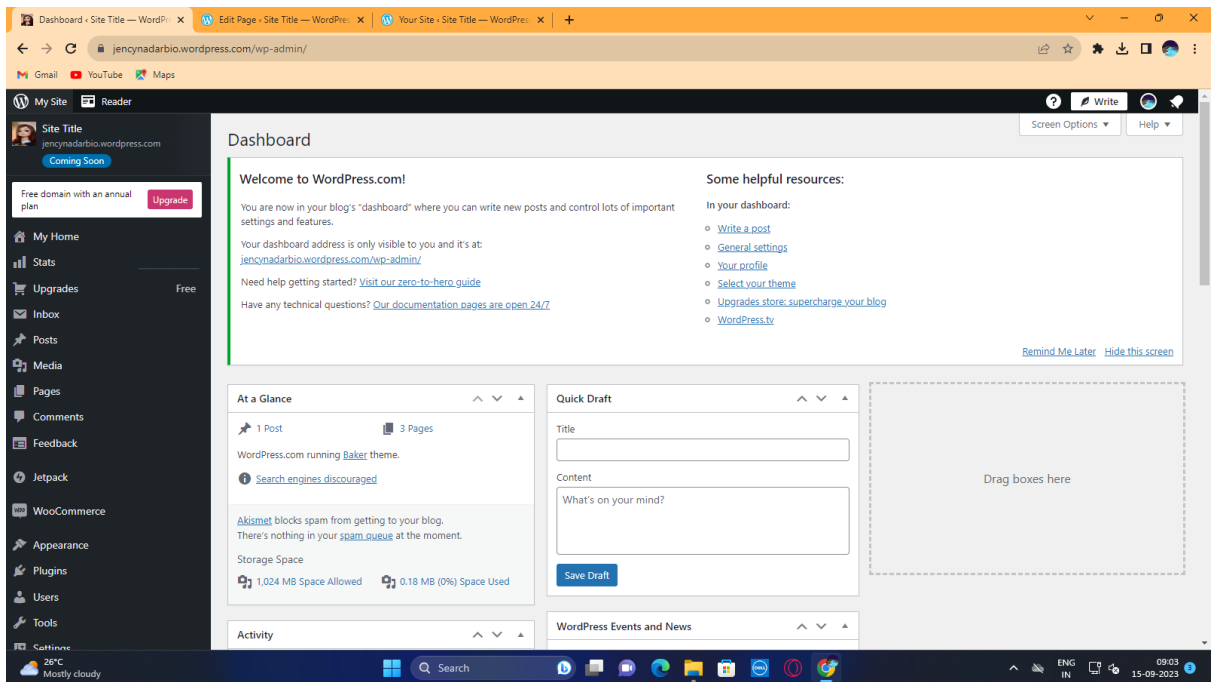 Dashboard ‹ Site Title — WordPr
Edit Page ‹ Site Title — WordPres
Your Site ‹ Site Title — WordPres
jencynadarbio.wordpress.com/wp-admin/
Gmail
YouTube
Maps
My Site
Reader
Write
Site Title
jencynadarbio.wordpress.com
Coming Soon
Free domain with an annual
plan
Upgrade
My Home
Stats
Upgrades
Free
Inbox
Posts
Media
Pages
Comments
Feedback
Jetpack
WooCommerce
Appearance
Plugins
Users
Tools
Settings
Screen Options
Help
Dashboard
Welcome to WordPress.com!
You are now in your blog's "dashboard" where you can write new posts and control lots of important
settings and features.
Your dashboard address is only visible to you and it's at:
jencynadarbio.wordpress.com/wp-admin/
Need help getting started? Visit our zero-to-hero guide
Have any technical questions? Our documentation pages are open 24/7
Some helpful resources:
In your dashboard:
Write a post
General settings
Your profile
Select your theme
Upgrades store: supercharge your blog
WordPress.tv
Remind Me Later
Hide this screen
At a Glance
1 Post
3 Pages
WordPress.com running Baker theme.
Search engines discouraged
Akismet blocks spam from getting to your blog.
There's nothing in your spam queue at the moment.
Storage Space
1,024 MB Space Allowed
0.18 MB (0%) Space Used
Activity
Quick Draft
Title
Content
What's on your mind?
Save Draft
WordPress Events and News
Drag boxes here
26°C
Mostly cloudy
Search
DELL
ENG
IN
09:03
15-09-2023
3